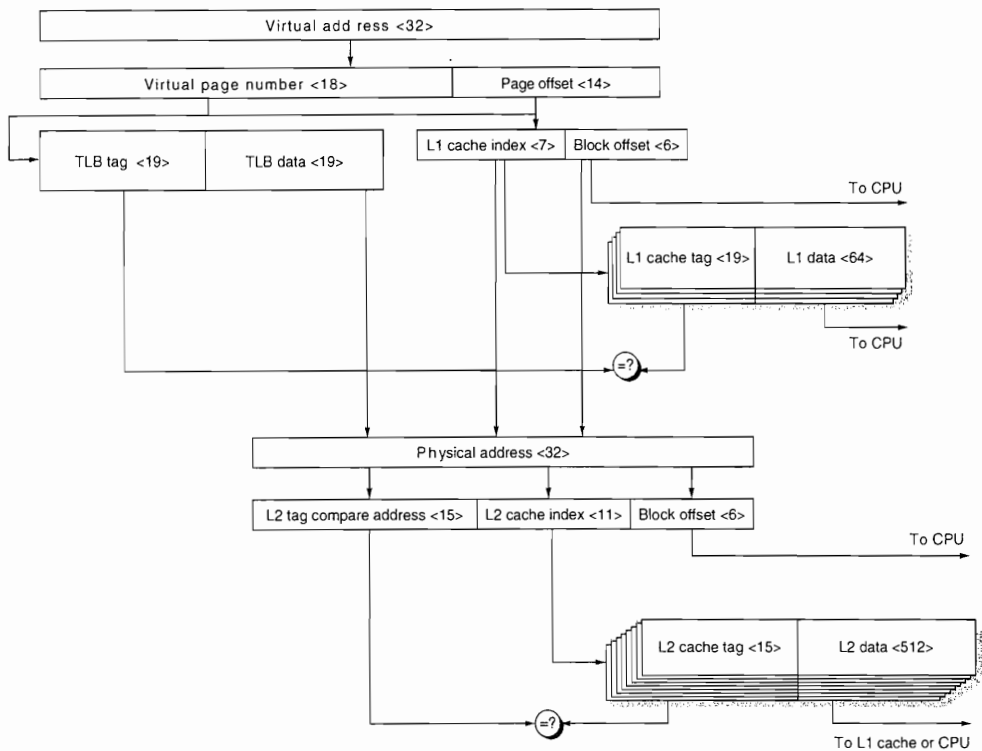 Virtual add ress <32>
Virtual page number <18>
Page offset <14>
TLB tag <19>
TLB data <19>
L1 cache index <7>
Block offset <6>
To CPU
L1 cache tag <19>
L1 data <64>
To CPU
=?
Physical address <32>
L2 tag compare address <15>
L2 cache index <11>
Block offset <6>
To CPU
L2 cache tag <15>
L2 data <512>
=?
To L1 cache or CPU